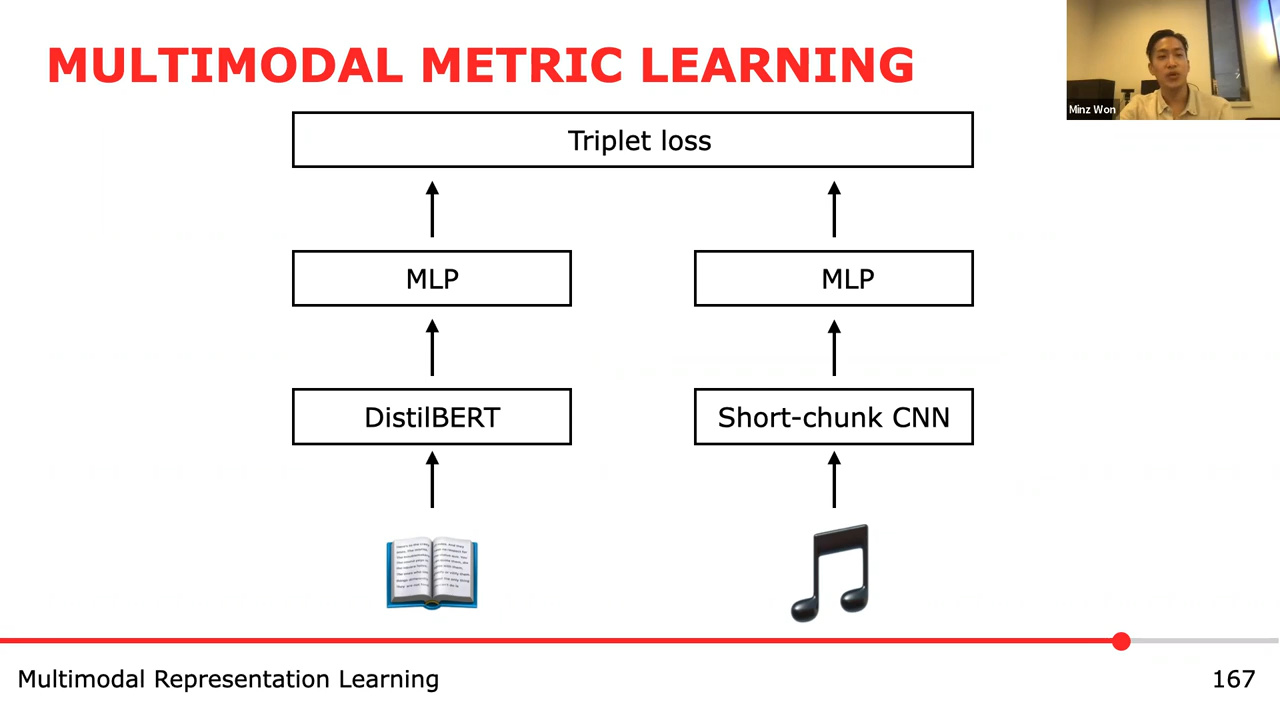 MULTIMODAL METRIC LEARNING
Minz Won
Triplet loss
MLP
MLP
DistilBERT
Short-chunk CNN
Multimodal Representation Learning
167